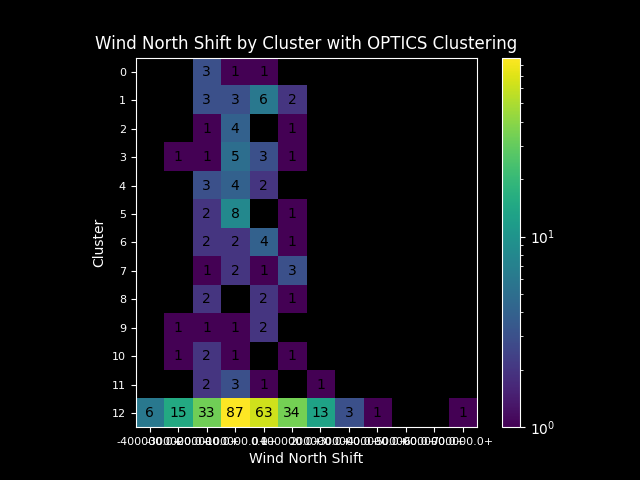 Wind North Shift by Cluster with OPTICS Clustering
0 3 1 1
1 3 3 6 2
2 1 4 1
3 1 1 5 3 1
4 3 4 2
5 2 8 1
6 2 2 4 1
7 1 2 1 3
8 2 2 1
9 1 1 1 2
10 1 2 1 1
11 2 3 1 1
12 6 15 33 87 63 34 13 3 1 1
Cluster
Wind North Shift
10¹
10⁰